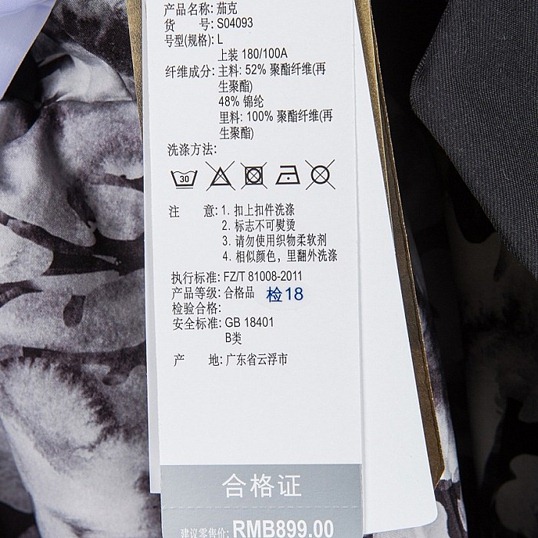 产品名称: 茄克
货 号: S04093
号型(规格): L
上装 180/100A
纤维成分: 主料: 52% 聚酯纤维(再
生聚酯)
48% 锦纶
里料: 100% 聚酯纤维(再
生聚酯)
洗涤方法:
30
注 意: 1. 扣上扣件洗涤
2. 标志不可熨烫
3. 请勿使用织物柔软剂
4. 相似颜色，里翻外洗涤
执行标准: FZ/T 81008-2011
产品等级: 合格品 检18
检验合格:
安全标准: GB 18401
B类
产 地: 广东省云浮市
合格证
建议零售价: RMB899.00